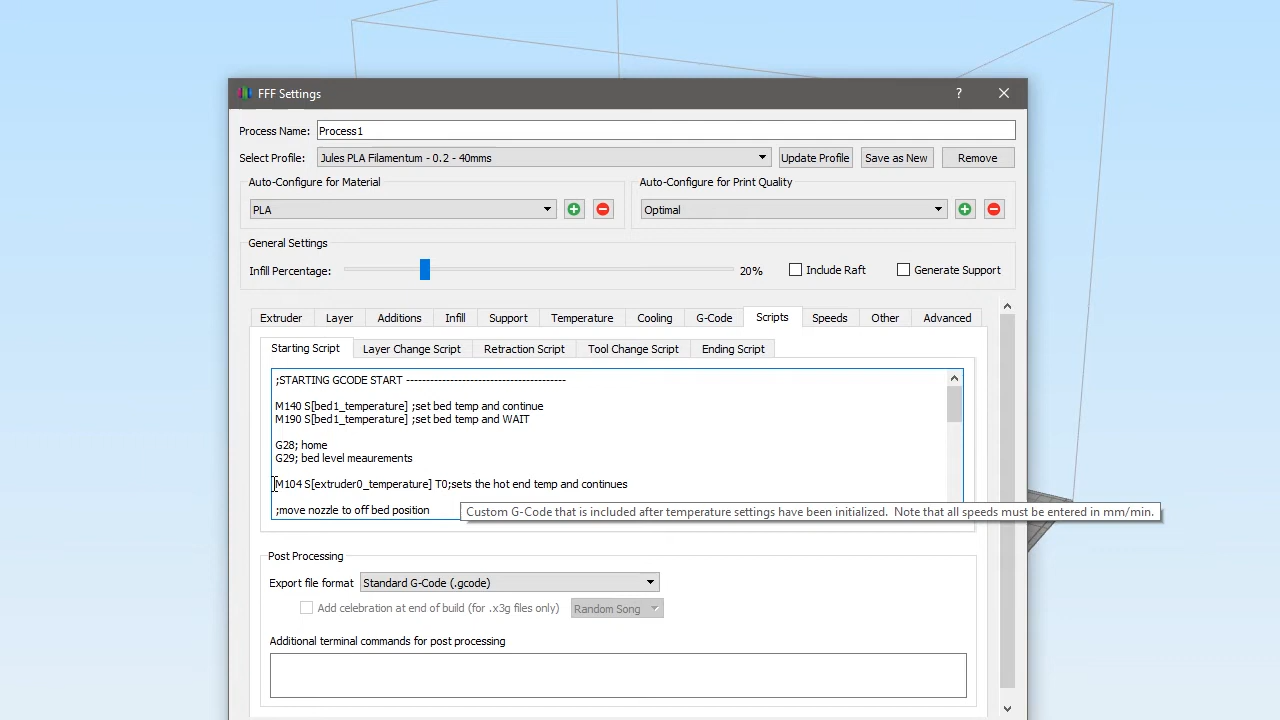 FFF Settings
?
Process Name: Process1
Select Profile: Jules PLA Filamentum - 0.2 - 40mms Update Profile Save as New Remove
Auto-Configure for Material Auto-Configure for Print Quality
PLA Optimal
General Settings
Infill Percentage: 20% Include Raft Generate Support
Extruder Layer Additions Infill Support Temperature Cooling G-Code Scripts Speeds Other Advanced
Starting Script Layer Change Script Retraction Script Tool Change Script Ending Script
;STARTING GCODE START ----------------------------------------
M140 S[bed1_temperature] ;set bed temp and continue
M190 S[bed1_temperature] ;set bed temp and WAIT
G28; home
G29; bed level meaurements
M104 S[extruder0_temperature] T0;sets the hot end temp and continues
;move nozzle to off bed position
Custom G-Code that is included after temperature settings have been initialized. Note that all speeds must be entered in mm/min.
Post Processing
Export file format Standard G-Code (.gcode)
Add celebration at end of build (for .x3g files only) Random Song
Additional terminal commands for post processing